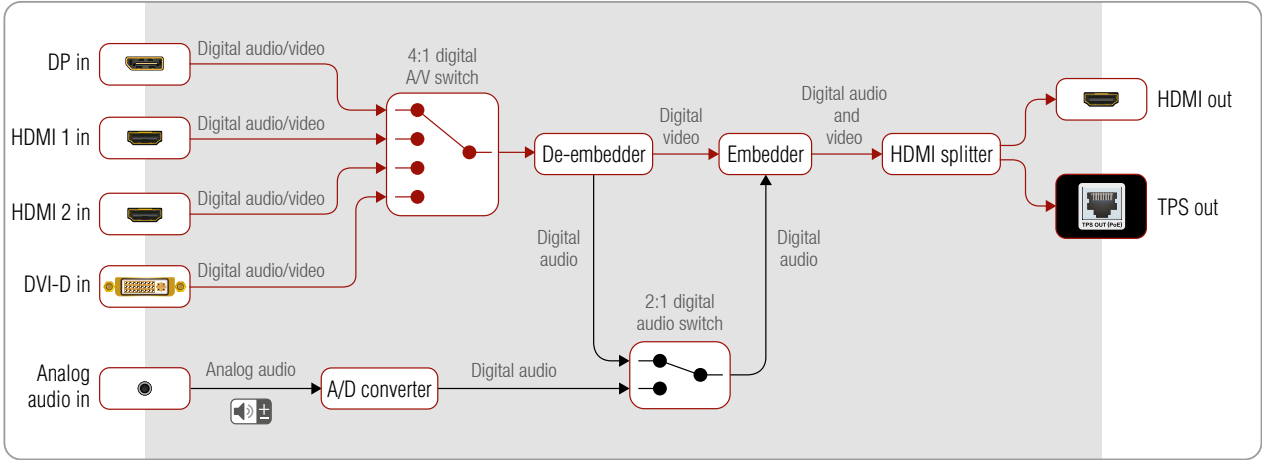 DP in
Digital audio/video
4:1 digital
A/V switch
HDMI 1 in
Digital audio/video
HDMI 2 in
Digital audio/video
DVI-D in
Digital audio/video
De-embedder
Digital
video
Embedder
Digital audio
and
video
HDMI splitter
HDMI out
TPS OUT (PoE)
TPS out
Digital
audio
Digital
audio
2:1 digital
audio switch
Analog
audio in
Analog audio
A/D converter
Digital audio